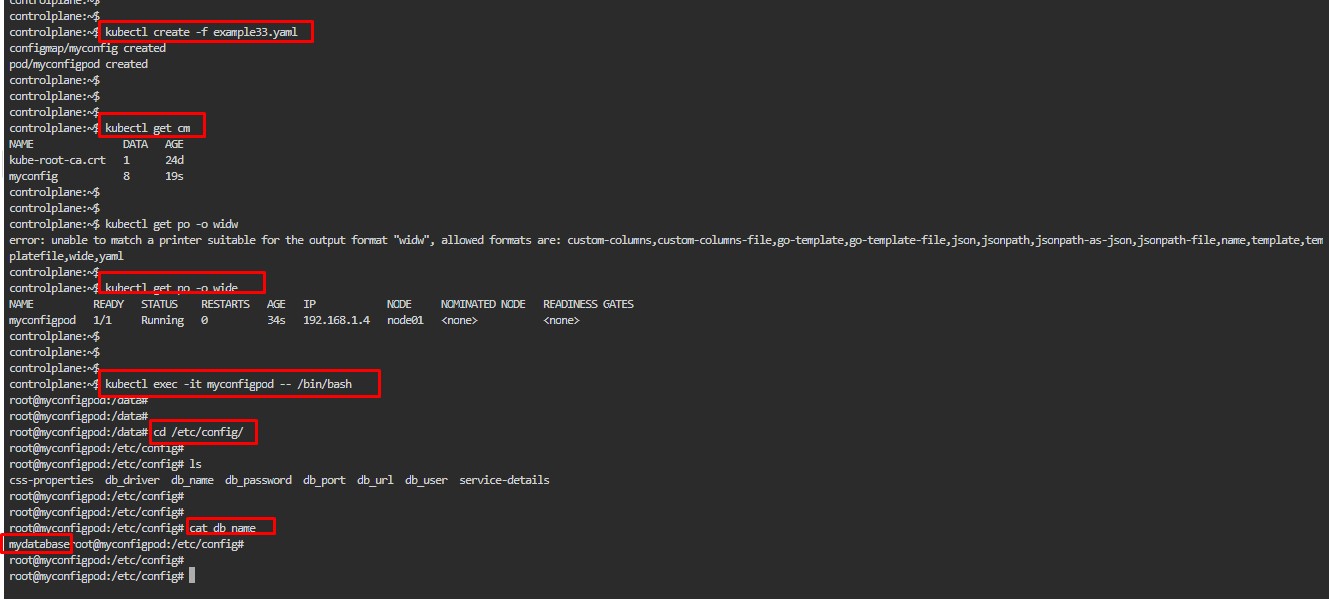 controlplane:~$
controlplane:~$
controlplane:~$ kubectl create -f example33.yaml
configmap/myconfig created
pod/myconfigpod created
controlplane:~$
controlplane:~$
controlplane:~$
controlplane:~$ kubectl get cm
NAME DATA AGE
kube-root-ca.crt 1 24d
myconfig 8 19s
controlplane:~$
controlplane:~$
controlplane:~$ kubectl get po -o widw
error: unable to match a printer suitable for the output format "widw", allowed formats are: custom-columns,custom-columns-file,go-template,go-template-file,json,jsonpath,jsonpath-as-json,jsonpath-file,name,template,tem
platefile,wide,yaml
controlplane:~$
controlplane:~$ kubectl get po -o wide
NAME READY STATUS RESTARTS AGE IP NODE NOMINATED NODE READINESS GATES
myconfigpod 1/1 Running 0 34s 192.168.1.4 node01 <none> <none>
controlplane:~$
controlplane:~$
controlplane:~$
controlplane:~$ kubectl exec -it myconfigpod -- /bin/bash
root@myconfigpod:/data#
root@myconfigpod:/data#
root@myconfigpod:/data# cd /etc/config/
root@myconfigpod:/etc/config#
root@myconfigpod:/etc/config# ls
css-properties db_driver db_name db_password db_port db_url db_user service-details
root@myconfigpod:/etc/config#
root@myconfigpod:/etc/config#
root@myconfigpod:/etc/config# cat db_name
mydatabaseroot@myconfigpod:/etc/config#
root@myconfigpod:/etc/config#
root@myconfigpod:/etc/config#